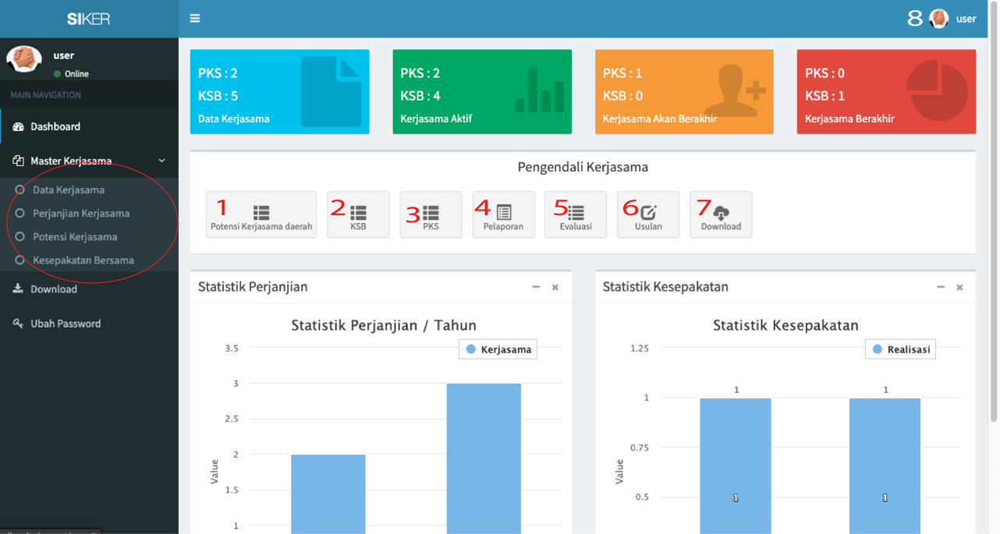 SIKER
8 user
user
Online
MAIN NAVIGATION
Dashboard
Master Kerjasama
Data Kerjasama
Perjanjian Kerjasama
Potensi Kerjasama
Kesepakatan Bersama
Download
Ubah Password
PKS : 2
KSB : 5
Data Kerjasama
PKS : 2
KSB : 4
Kerjasama Aktif
PKS : 1
KSB : 0
Kerjasama Akan Berakhir
PKS : 0
KSB : 1
Kerjasama Berakhir
Pengendali Kerjasama
1
Potensi Kerjasama daerah
2
KSB
3
PKS
4
Pelaporan
5
Evaluasi
6
Usulan
7
Download
Statistik Perjanjian
Statistik Perjanjian / Tahun
Kerjasama
3.5
3
2.5
2
1.5
1
Value
Statistik Kesepakatan
Statistik Kesepakatan
Realisasi
1.25
1
0.75
0.5
Value
1
1
1
1